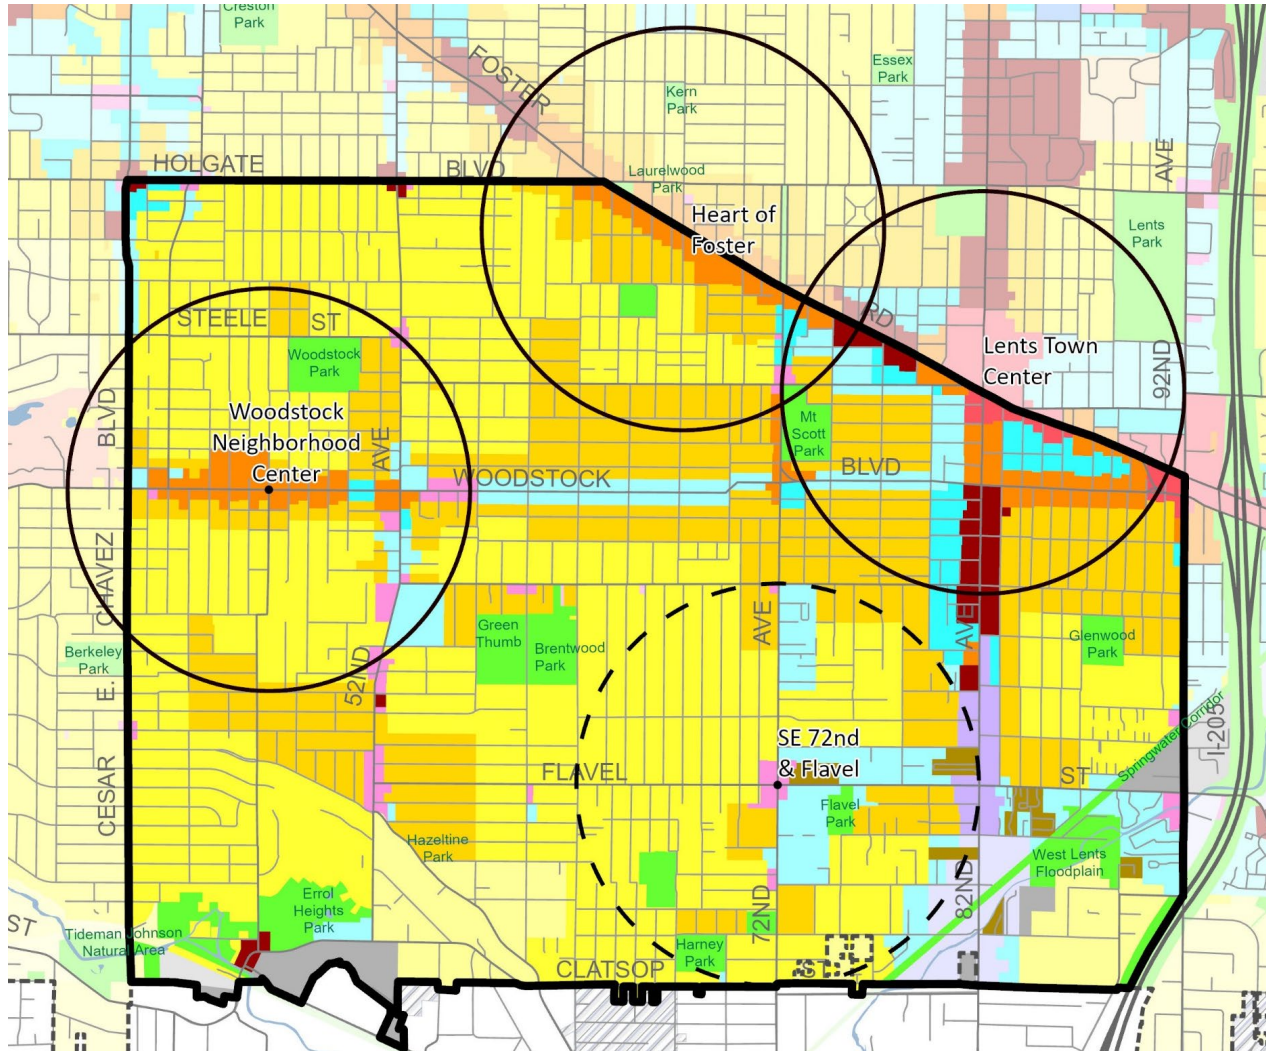 Creston
Park
FOSTER
Essex
Park
Kern
Park
HOLGATE
BLVD
Laurelwood
Park
AVE
Heart of
Foster
Lents
Park
STEELE
ST
RD
Woodstock
Park
Lents Town
Center
92ND
BLVD
Woodstock
Neighborhood
Center
AVE
Mt
Scott
Park
WOODSTOCK
BLVD
CHAVEZ
Green
Thumb
Brentwood
Park
AVE
AVE
Glenwood
Park
Berkeley
Park
E.
52ND
I-205
Springwater Corridor
SE 72nd
& Flavel
FLAVEL
ST
CESAR
Flavel
Park
Hazeltine
Park
West Lents
Floodplain
82ND
72ND
Errol
Heights
Park
ST
Tideman Johnson
Natural Area
Harney
Park
CLATSOP
ST